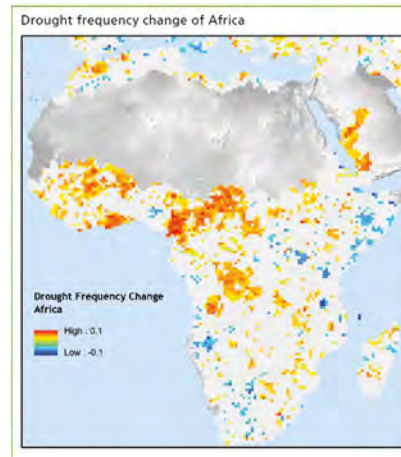 Drought frequency change of Africa
Drought Frequency Change
Africa
High : 0.1
Low : -0.1